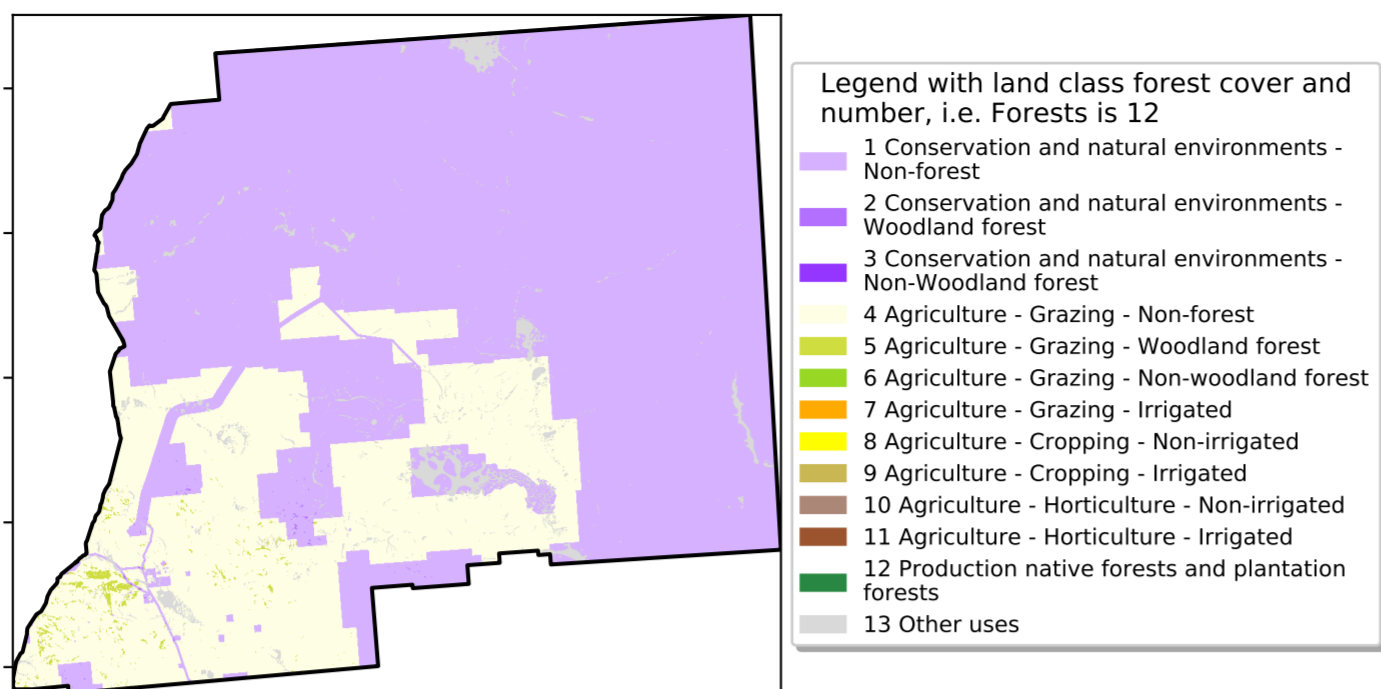 Legend with land class forest cover and
number, i.e. Forests is 12
1 Conservation and natural environments -
Non-forest
2 Conservation and natural environments -
Woodland forest
3 Conservation and natural environments -
Non-Woodland forest
4 Agriculture - Grazing - Non-forest
5 Agriculture - Grazing - Woodland forest
6 Agriculture - Grazing - Non-woodland forest
7 Agriculture - Grazing - Irrigated
8 Agriculture - Cropping - Non-irrigated
9 Agriculture - Cropping - Irrigated
10 Agriculture - Horticulture - Non-irrigated
11 Agriculture - Horticulture - Irrigated
12 Production native forests and plantation
forests
13 Other uses